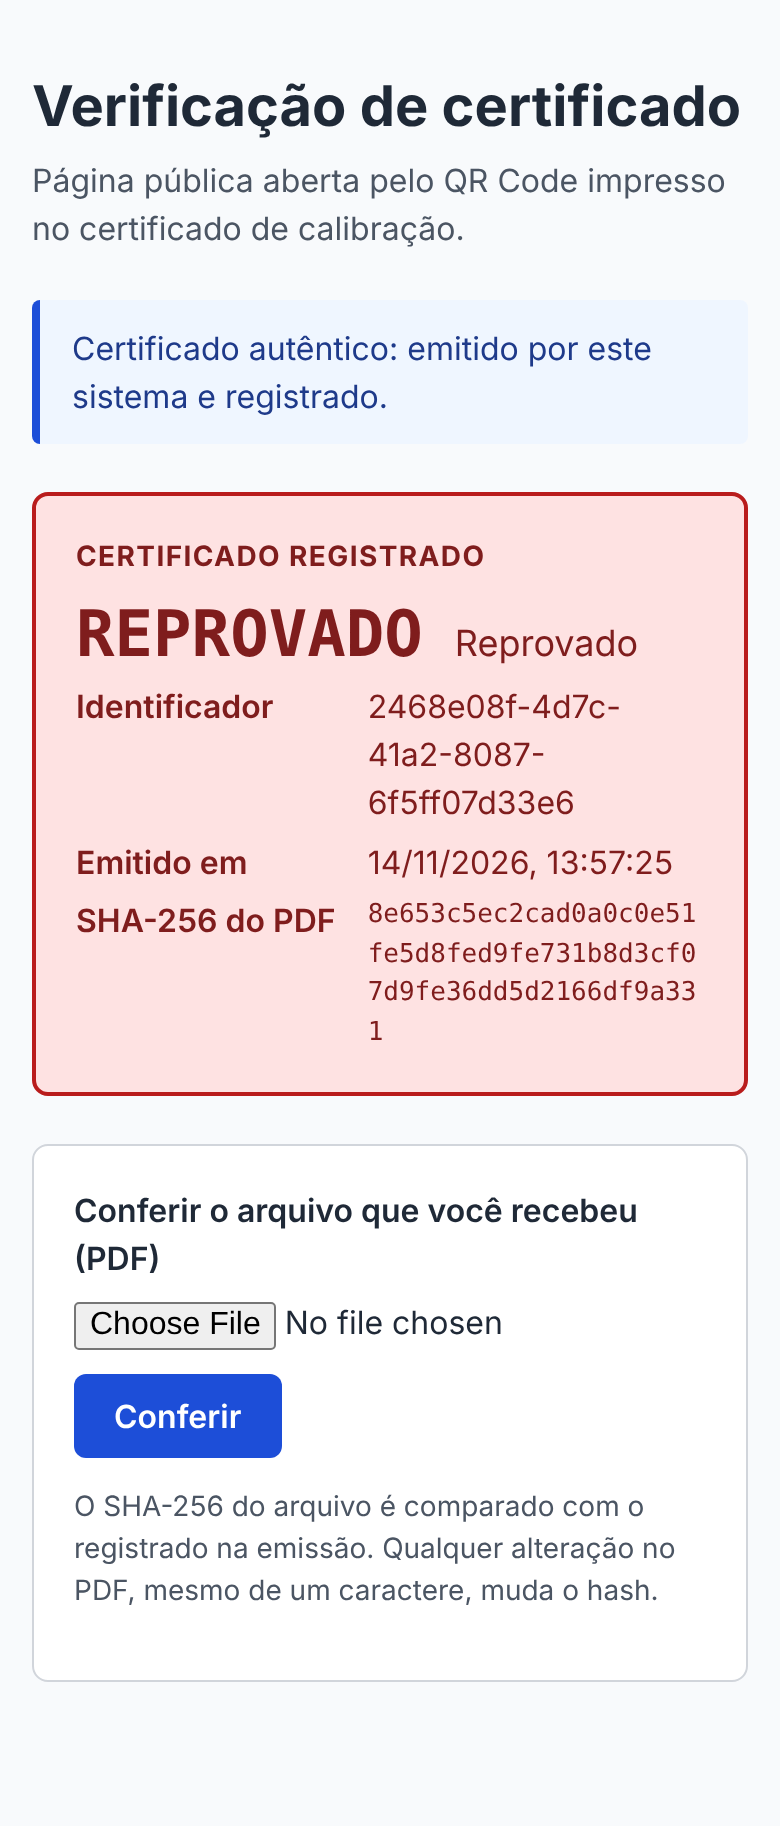 Verificação de certificado
Página pública aberta pelo QR Code impresso
no certificado de calibração.
Certificado autêntico: emitido por este
sistema e registrado.
CERTIFICADO REGISTRADO
REPROVADO Reprovado
Identificador 2468e08f-4d7c-
41a2-8087-
6f5ff07d33e6
Emitido em 14/11/2026, 13:57:25
SHA-256 do PDF 8e653c5ec2cad0a0c0e51
fe5d8fed9fe731b8d3cf0
7d9fe36dd5d2166df9a33
1
Conferir o arquivo que você recebeu
(PDF)
Choose File No file chosen
Conferir
O SHA-256 do arquivo é comparado com o
registrado na emissão. Qualquer alteração no
PDF, mesmo de um caractere, muda o hash.